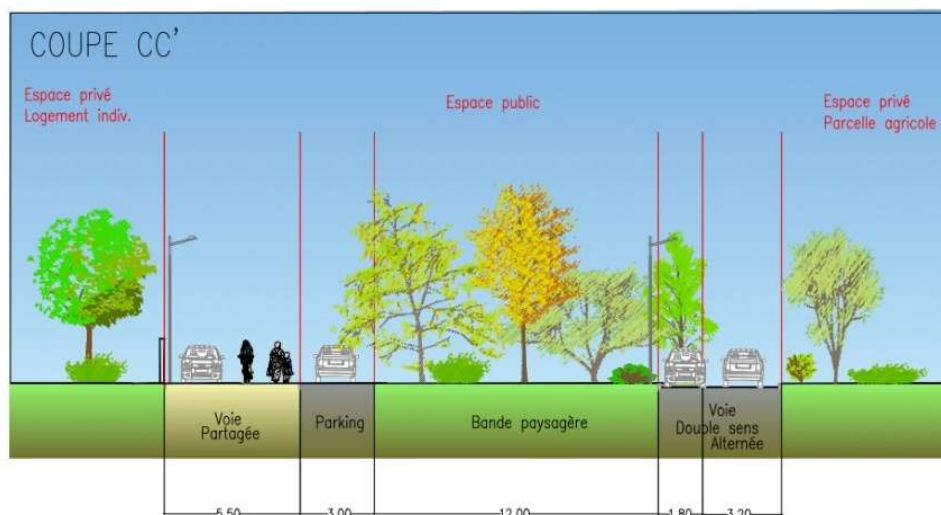 COUPE CC'
Espace privé
Logement indiv.
Espace public
Espace privé
Parcelle agricole
Voie
Partagée
Parking
Bande paysagère
Voie
Double sens
Alternée
5.50
3.00
12.00
1.80
3.20